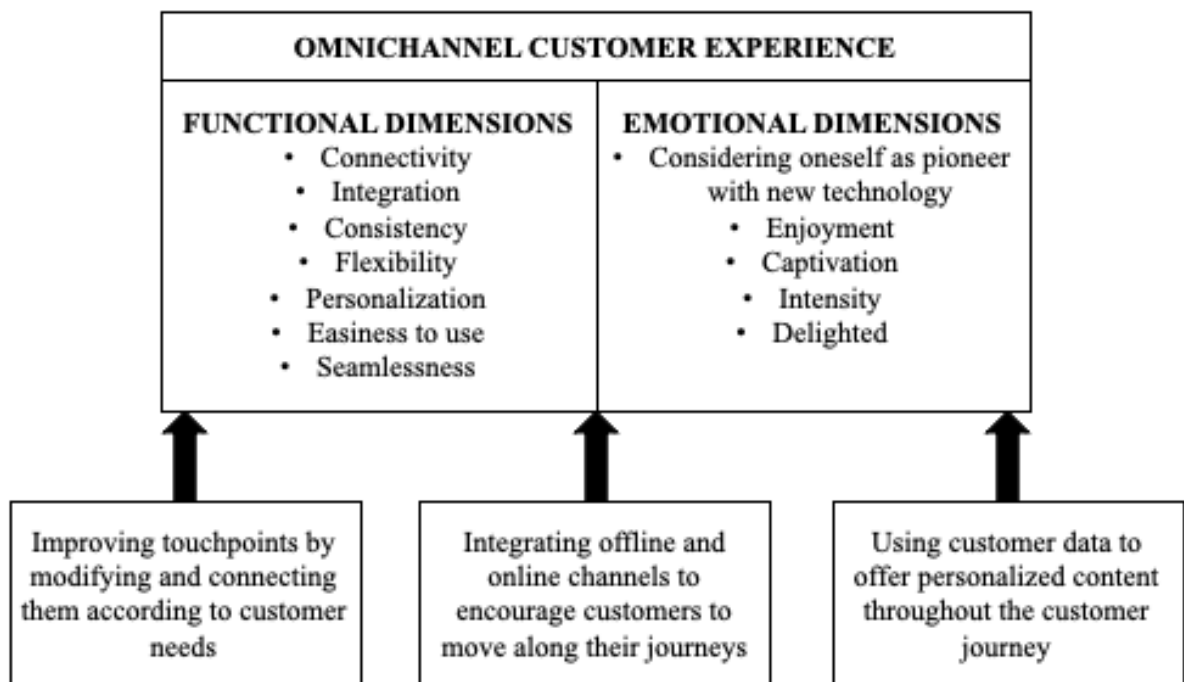 OMNICHANNEL CUSTOMER EXPERIENCE
FUNCTIONAL DIMENSIONS
• Connectivity
• Integration
• Consistency
• Flexibility
• Personalization
• Easiness to use
• Seamlessness
EMOTIONAL DIMENSIONS
• Considering oneself as pioneer
with new technology
• Enjoyment
• Captivation
• Intensity
• Delighted
Improving touchpoints by
modifying and connecting
them according to customer
needs
Integrating offline and
online channels to
encourage customers to
move along their journeys
Using customer data to
offer personalized content
throughout the customer
journey